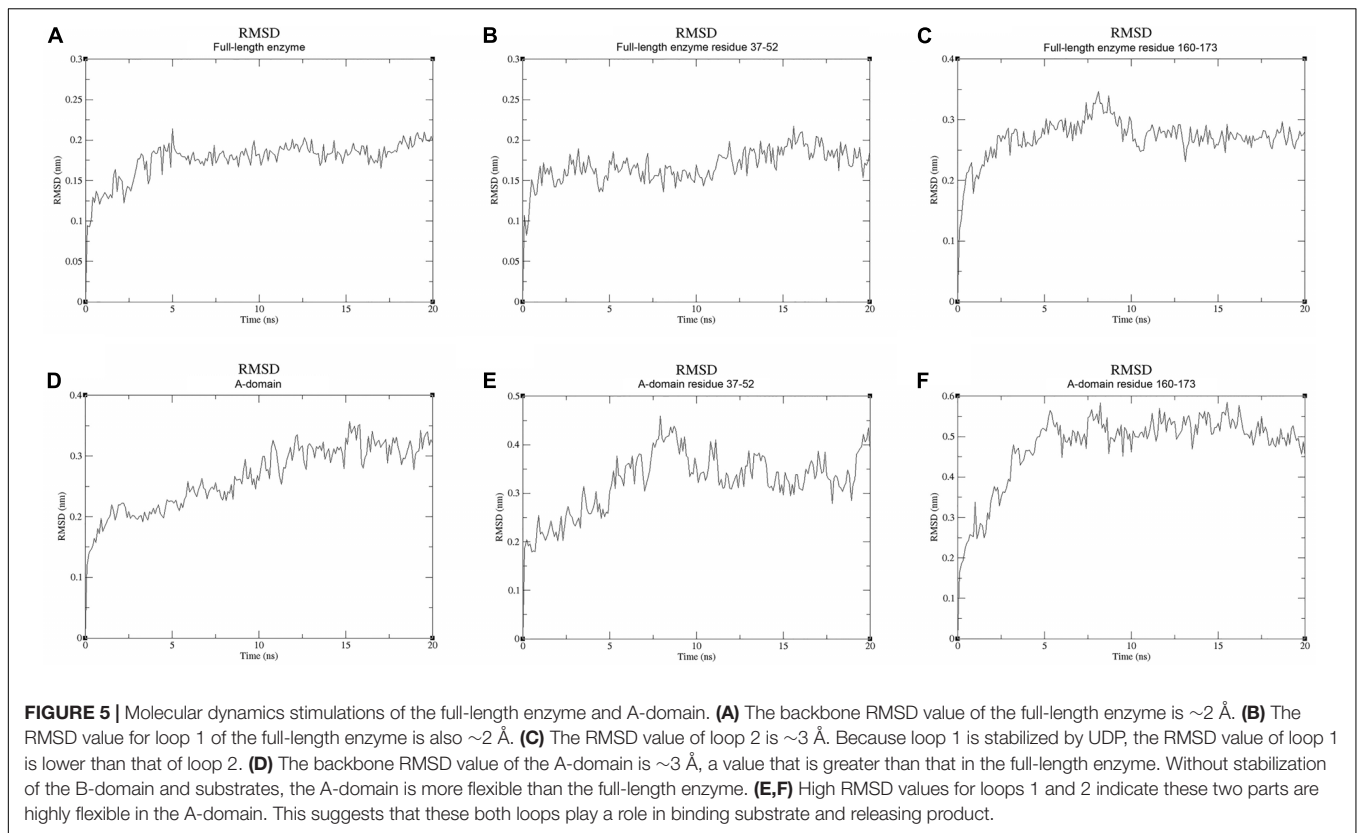 A
RMSD
Full-length enzyme
0.3
0.25
0.2
0.15
0.1
0.05
0
RMSD (nm)
0
5
10
15
20
Time (ns)
B
RMSD
Full-length enzyme residue 37-52
0.3
0.25
0.2
0.15
0.1
0.05
0
RMSD (nm)
0
5
10
15
20
Time (ns)
C
RMSD
Full-length enzyme residue 160-173
0.4
0.3
0.2
0.1
0
RMSD (nm)
0
5
10
15
20
Time (ns)
D
RMSD
A-domain
0.4
0.3
0.2
0.1
0
RMSD (nm)
0
5
10
15
20
Time (ns)
E
RMSD
A-domain residue 37-52
0.5
0.4
0.3
0.2
0.1
0
RMSD (nm)
0
5
10
15
20
Time (ns)
F
RMSD
A-domain residue 160-173
0.6
0.5
0.4
0.3
0.2
0.1
0
RMSD (nm)
0
5
10
15
20
Time (ns)
FIGURE 5 | Molecular dynamics stimulations of the full-length enzyme and A-domain. (A) The backbone RMSD value of the full-length enzyme is ~2 Å. (B) The
RMSD value for loop 1 of the full-length enzyme is also ~2 Å. (C) The RMSD value of loop 2 is ~3 Å. Because loop 1 is stabilized by UDP, the RMSD value of loop 1
is lower than that of loop 2. (D) The backbone RMSD value of the A-domain is ~3 Å, a value that is greater than that in the full-length enzyme. Without stabilization
of the B-domain and substrates, the A-domain is more flexible than the full-length enzyme. (E,F) High RMSD values for loops 1 and 2 indicate these two parts are
highly flexible in the A-domain. This suggests that these both loops play a role in binding substrate and releasing product.